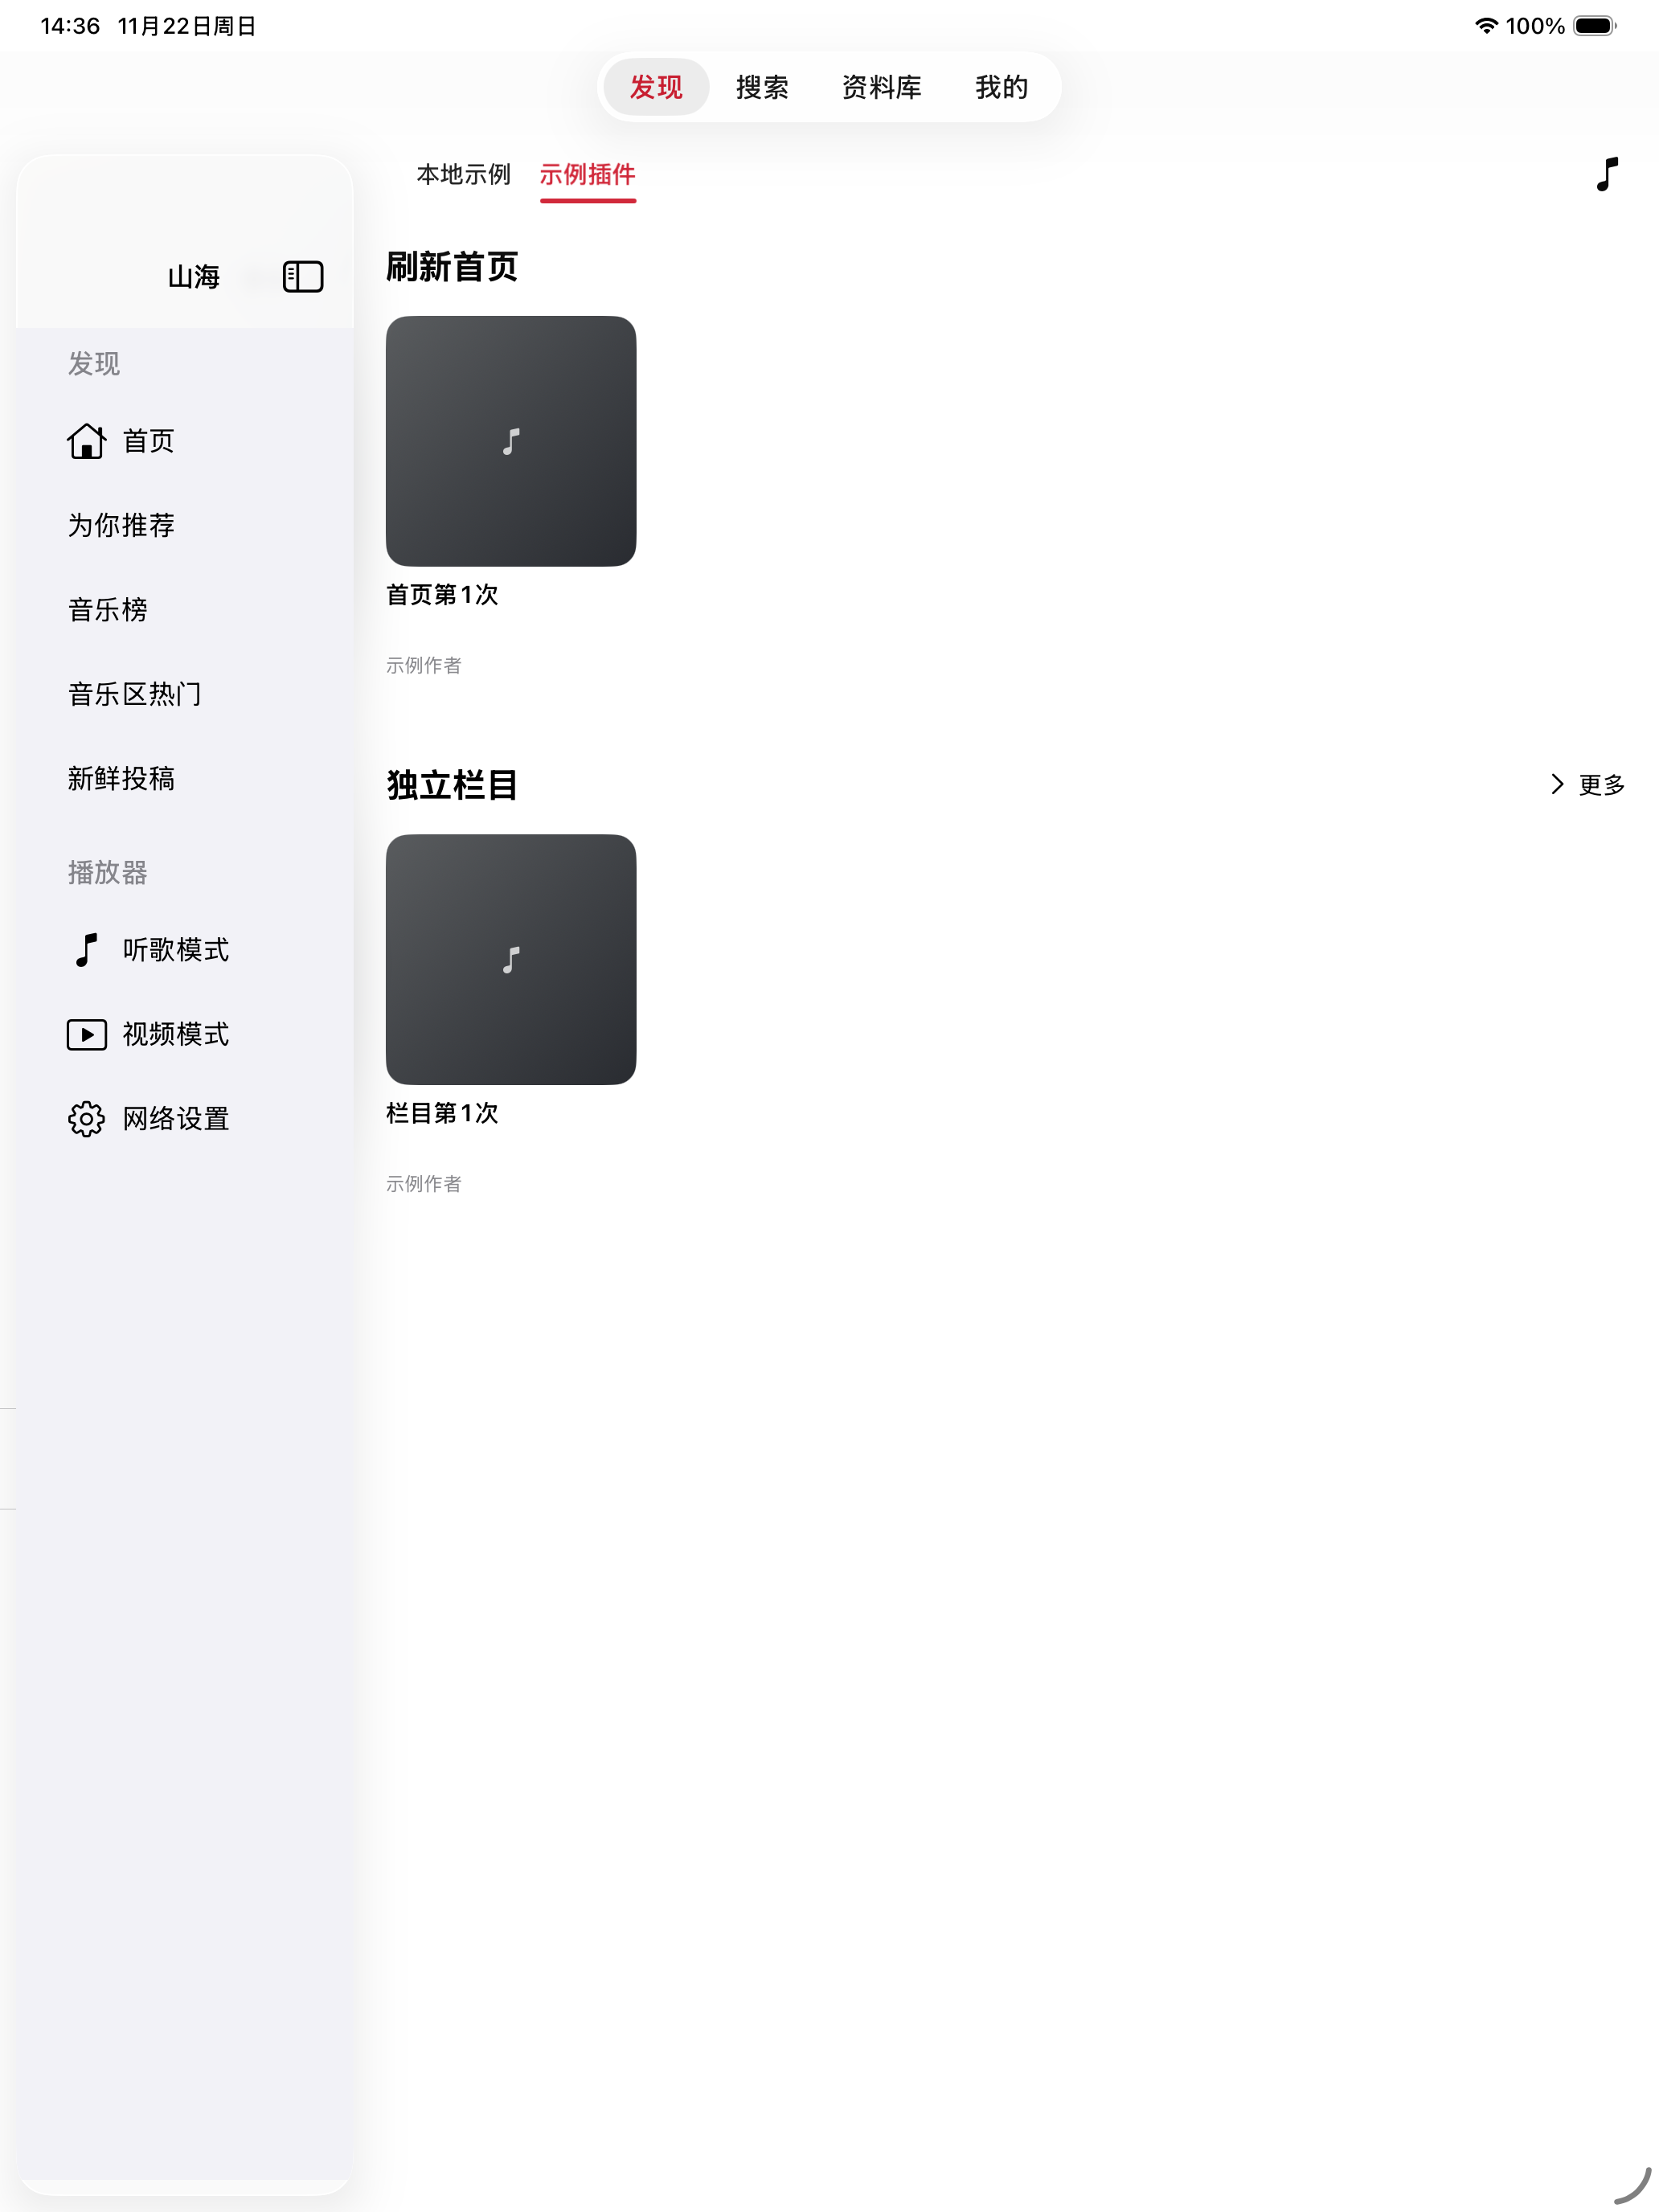 14:36 11月22日周日
100%
发现 搜索 资料库 我的
本地示例 示例插件
山海
发现
首页
为你推荐
音乐榜
音乐区热门
新鲜投稿
播放器
听歌模式
视频模式
网络设置
刷新首页
首页第1次
示例作者
独立栏目
更多
栏目第1次
示例作者